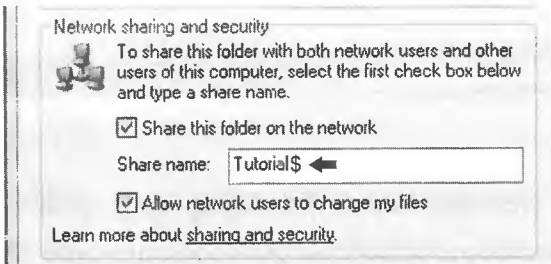 Network sharing and security
To share this folder with both network users and other
users of this computer, select the first check box below
and type a share name.
Share this folder on the network
Share name: Tutorial$
Allow network users to change my files
Learn more about sharing and security.